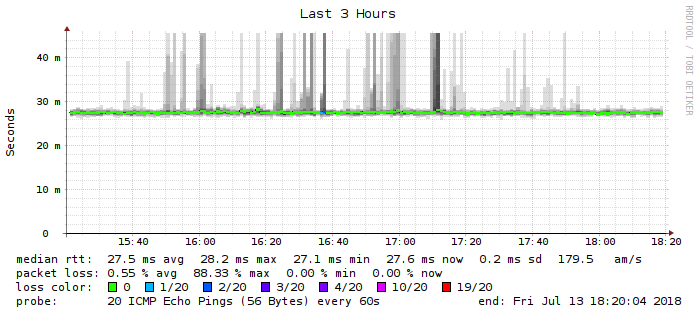 Last 3 Hours
RRDTOOL / TOBI OETIKER
Seconds
40 m
30 m
20 m
10 m
0
15:40 16:00 16:20 16:40 17:00 17:20 17:40 18:00 18:20
median rtt: 27.5 ms avg 28.2 ms max 27.1 ms min 27.6 ms now 0.2 ms sd 179.5 am/s
packet loss: 0.55 % avg 88.33 % max 0.00 % min 0.00 % now
loss color: 0 1/20 2/20 3/20 4/20 10/20 19/20
probe: 20 ICMP Echo Pings (56 Bytes) every 60s end: Fri Jul 13 18:20:04 2018